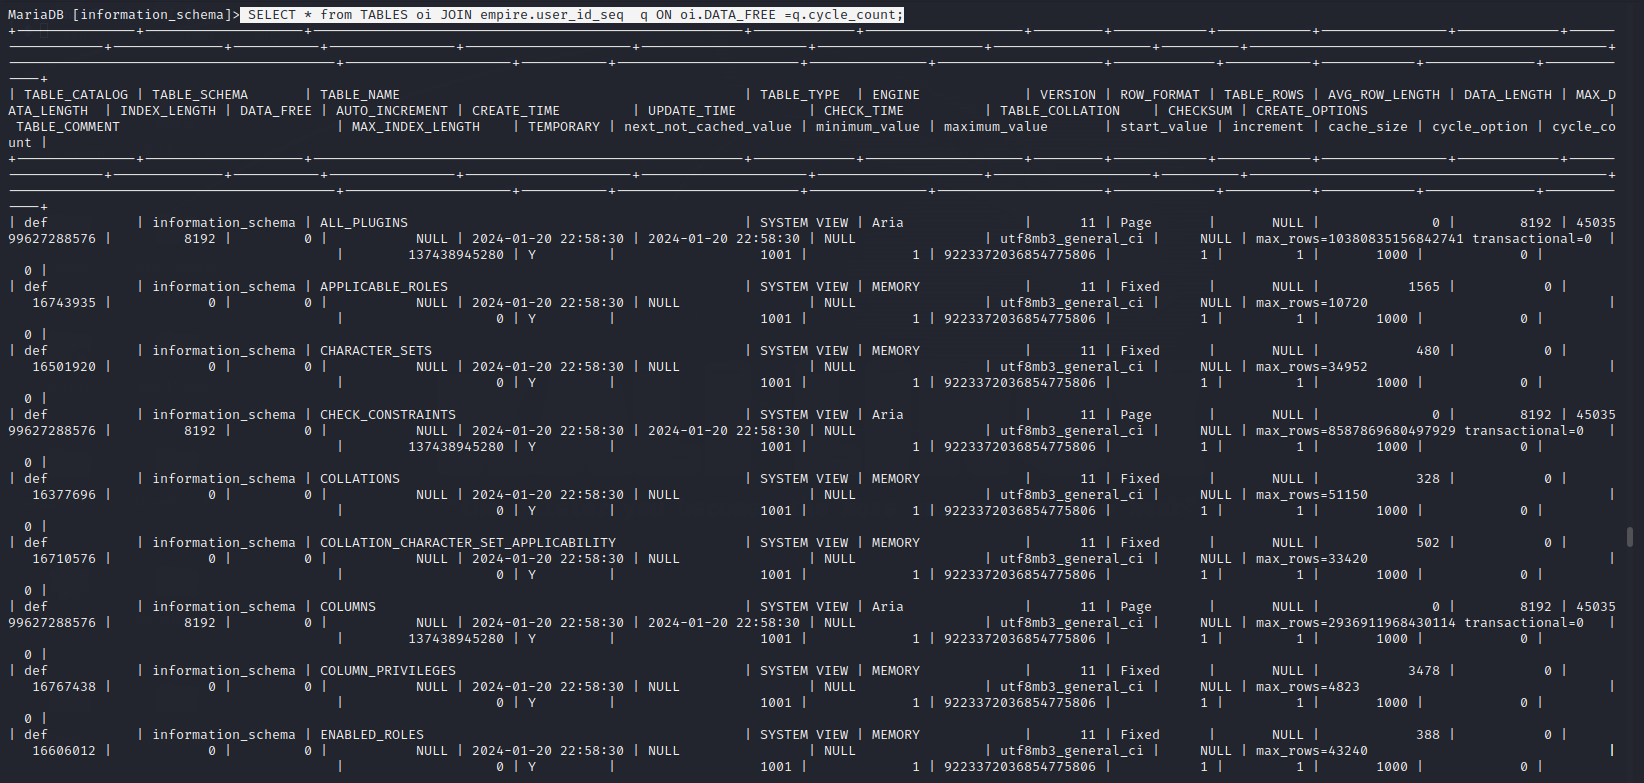 MariaDB [information_schema]> SELECT * from TABLES oi JOIN empire.user_id_seq  q ON oi.DATA_FREE =q.cycle_count;
| TABLE_CATALOG | TABLE_SCHEMA | TABLE_NAME | TABLE_TYPE | ENGINE | VERSION | ROW_FORMAT | TABLE_ROWS | AVG_ROW_LENGTH | DATA_LENGTH | MAX_D
ATA_LENGTH | INDEX_LENGTH | DATA_FREE | AUTO_INCREMENT | CREATE_TIME | UPDATE_TIME | CHECK_TIME | TABLE_COLLATION | CHECKSUM | CREATE_OPTIONS |
TABLE_COMMENT | MAX_INDEX_LENGTH | TEMPORARY | next_not_cached_value | minimum_value | maximum_value | start_value | increment | cache_size | cycle_option | cycle_co
unt |
| def | information_schema | ALL_PLUGINS | SYSTEM VIEW | Aria | 11 | Page | NULL | 0 | 8192 | 45035
99627288576 | 8192 | 0 | NULL | 2024-01-20 22:58:30 | 2024-01-20 22:58:30 | NULL | utf8mb3_general_ci | NULL | max_rows=10380835156842741 transactional=0 |
| 137438945280 | Y | 1001 | 1 | 9223372036854775806 | 1 | 1 | 1000 | 0 |
0 |
| def | information_schema | APPLICABLE_ROLES | SYSTEM VIEW | MEMORY | 11 | Fixed | NULL | 1565 | 0 |
16743935 | 0 | 0 | NULL | 2024-01-20 22:58:30 | NULL | NULL | utf8mb3_general_ci | NULL | max_rows=10720 |
| 0 | Y | 1001 | 1 | 9223372036854775806 | 1 | 1 | 1000 | 0 |
0 |
| def | information_schema | CHARACTER_SETS | SYSTEM VIEW | MEMORY | 11 | Fixed | NULL | 480 | 0 |
16501920 | 0 | 0 | NULL | 2024-01-20 22:58:30 | NULL | NULL | utf8mb3_general_ci | NULL | max_rows=34952 |
| 0 | Y | 1001 | 1 | 9223372036854775806 | 1 | 1 | 1000 | 0 |
0 |
| def | information_schema | CHECK_CONSTRAINTS | SYSTEM VIEW | Aria | 11 | Page | NULL | 0 | 8192 | 45035
99627288576 | 8192 | 0 | NULL | 2024-01-20 22:58:30 | 2024-01-20 22:58:30 | NULL | utf8mb3_general_ci | NULL | max_rows=8587869680497929 transactional=0 |
| 137438945280 | Y | 1001 | 1 | 9223372036854775806 | 1 | 1 | 1000 | 0 |
0 |
| def | information_schema | COLLATIONS | SYSTEM VIEW | MEMORY | 11 | Fixed | NULL | 328 | 0 |
16377696 | 0 | 0 | NULL | 2024-01-20 22:58:30 | NULL | NULL | utf8mb3_general_ci | NULL | max_rows=51150 |
| 0 | Y | 1001 | 1 | 9223372036854775806 | 1 | 1 | 1000 | 0 |
0 |
| def | information_schema | COLLATION_CHARACTER_SET_APPLICABILITY | SYSTEM VIEW | MEMORY | 11 | Fixed | NULL | 502 | 0 |
16710576 | 0 | 0 | NULL | 2024-01-20 22:58:30 | NULL | NULL | utf8mb3_general_ci | NULL | max_rows=33420 |
| 0 | Y | 1001 | 1 | 9223372036854775806 | 1 | 1 | 1000 | 0 |
0 |
| def | information_schema | COLUMNS | SYSTEM VIEW | Aria | 11 | Page | NULL | 0 | 8192 | 45035
99627288576 | 8192 | 0 | NULL | 2024-01-20 22:58:30 | 2024-01-20 22:58:30 | NULL | utf8mb3_general_ci | NULL | max_rows=2936911968430114 transactional=0 |
| 137438945280 | Y | 1001 | 1 | 9223372036854775806 | 1 | 1 | 1000 | 0 |
0 |
| def | information_schema | COLUMN_PRIVILEGES | SYSTEM VIEW | MEMORY | 11 | Fixed | NULL | 3478 | 0 |
16767438 | 0 | 0 | NULL | 2024-01-20 22:58:30 | NULL | NULL | utf8mb3_general_ci | NULL | max_rows=4823 |
| 0 | Y | 1001 | 1 | 9223372036854775806 | 1 | 1 | 1000 | 0 |
0 |
| def | information_schema | ENABLED_ROLES | SYSTEM VIEW | MEMORY | 11 | Fixed | NULL | 388 | 0 |
16606012 | 0 | 0 | NULL | 2024-01-20 22:58:30 | NULL | NULL | utf8mb3_general_ci | NULL | max_rows=43240 |
| 0 | Y | 1001 | 1 | 9223372036854775806 | 1 | 1 | 1000 | 0 |